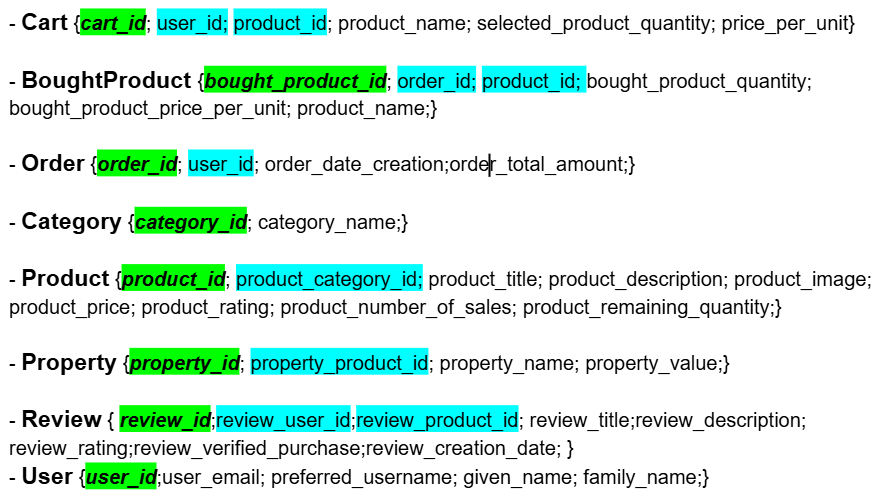 - Cart {cart_id; user_id; product_id; product_name; selected_product_quantity; price_per_unit}
- BoughtProduct {bought_product_id; order_id; product_id; bought_product_quantity;
bought_product_price_per_unit; product_name;}
- Order {order_id; user_id; order_date_creation;order_total_amount;}
- Category {category_id; category_name;}
- Product {product_id; product_category_id; product_title; product_description; product_image;
product_price; product_rating; product_number_of_sales; product_remaining_quantity;}
- Property {property_id; property_product_id; property_name; property_value;}
- Review { review_id;review_user_id;review_product_id; review_title;review_description;
review_rating;review_verified_purchase;review_creation_date; }
- User {user_id;user_email; preferred_username; given_name; family_name;}